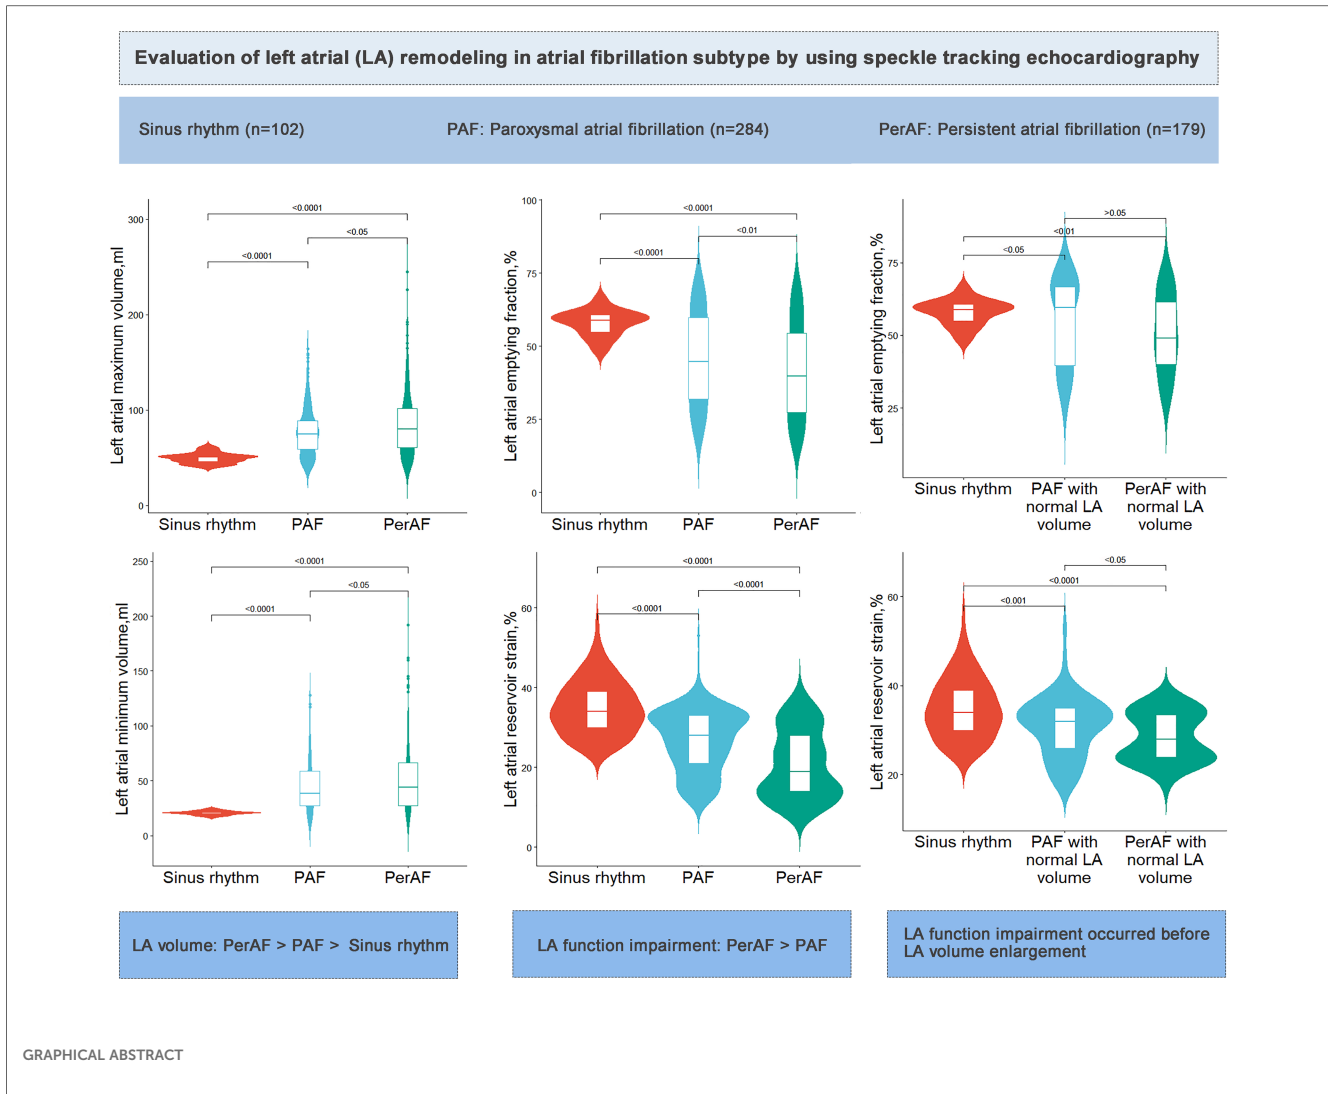 Evaluation of left atrial (LA) remodeling in atrial fibrillation subtype by using speckle tracking echocardiography
Sinus rhythm (n=102)
PAF: Paroxysmal atrial fibrillation (n=284)
PerAF: Persistent atrial fibrillation (n=179)
Left atrial maximum volume,ml
300
200
100
0
<0.0001
<0.05
<0.0001
Sinus rhythm
PAF
PerAF
Left atrial emptying fraction,%
100
75
50
25
0
<0.0001
<0.01
<0.0001
Sinus rhythm
PAF
PerAF
Left atrial emptying fraction,%
75
50
25
>0.05
<0.01
<0.05
Sinus rhythm
PAF with
normal LA
volume
PerAF with
normal LA
volume
Left atrial minimum volume,ml
250
200
150
100
50
0
<0.0001
<0.05
<0.0001
Sinus rhythm
PAF
PerAF
Left atrial reservoir strain,%
60
40
20
0
<0.0001
<0.0001
<0.0001
Sinus rhythm
PAF
PerAF
Left atrial reservoir strain,%
60
40
20
<0.05
<0.0001
<0.001
Sinus rhythm
PAF with
normal LA
volume
PerAF with
normal LA
volume
LA volume: PerAF > PAF > Sinus rhythm
LA function impairment: PerAF > PAF
LA function impairment occurred before
LA volume enlargement
GRAPHICAL ABSTRACT